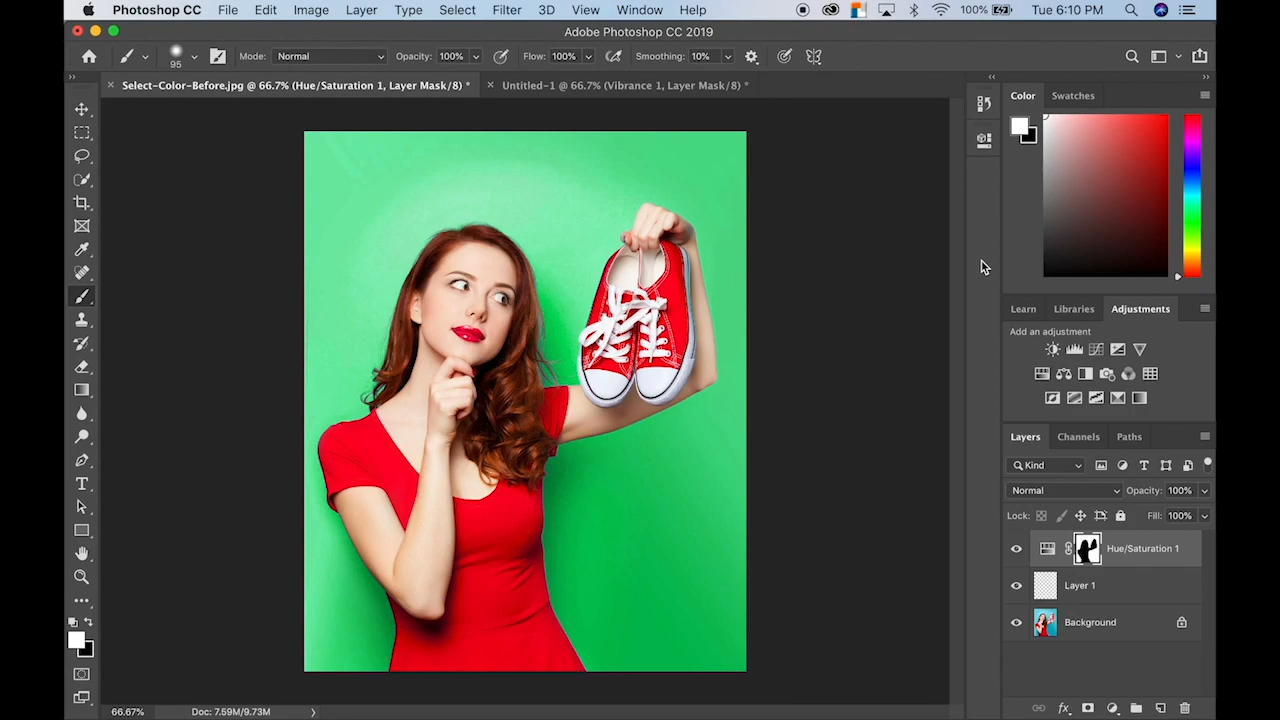 Photoshop CC File Edit Image Layer Type Select Filter 3D View Window Help 100% Tue 6:10 PM
Adobe Photoshop CC 2019
95 Mode: Normal Opacity: 100% Flow: 100% Smoothing: 10%
Select-Color-Before.jpg @ 66.7% (Hue/Saturation 1, Layer Mask/8) * Untitled-1 @ 66.7% (Vibrance 1, Layer Mask/8) *
Color Swatches
Learn Libraries Adjustments
Add an adjustment
Layers Channels Paths
Kind
Normal Opacity: 100%
Lock: Fill: 100%
Hue/Saturation 1
Layer 1
Background
66.67% Doc: 7.59M/9.73M